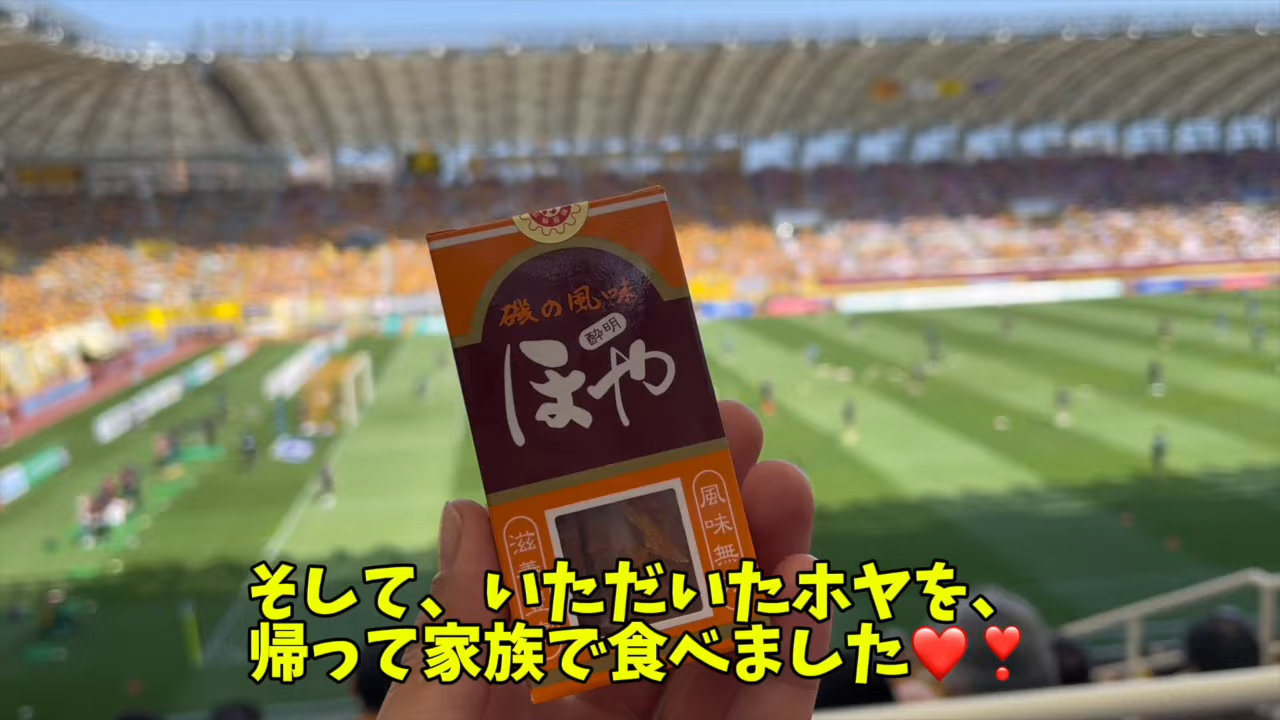 磯の風味
酔明
ほや
風味無
滋養
そして、いただいたホヤを、
帰って家族で食べました❤️❣️